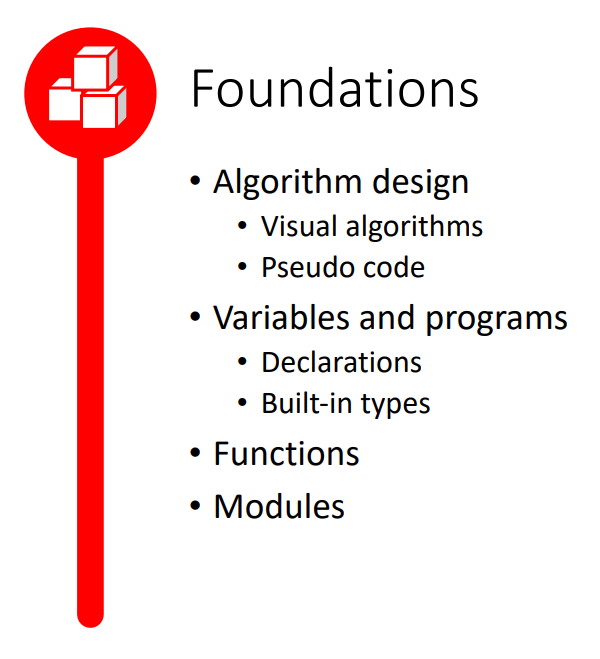 Foundations
• Algorithm design
• Visual algorithms
• Pseudo code
• Variables and programs
• Declarations
• Built-in types
• Functions
• Modules